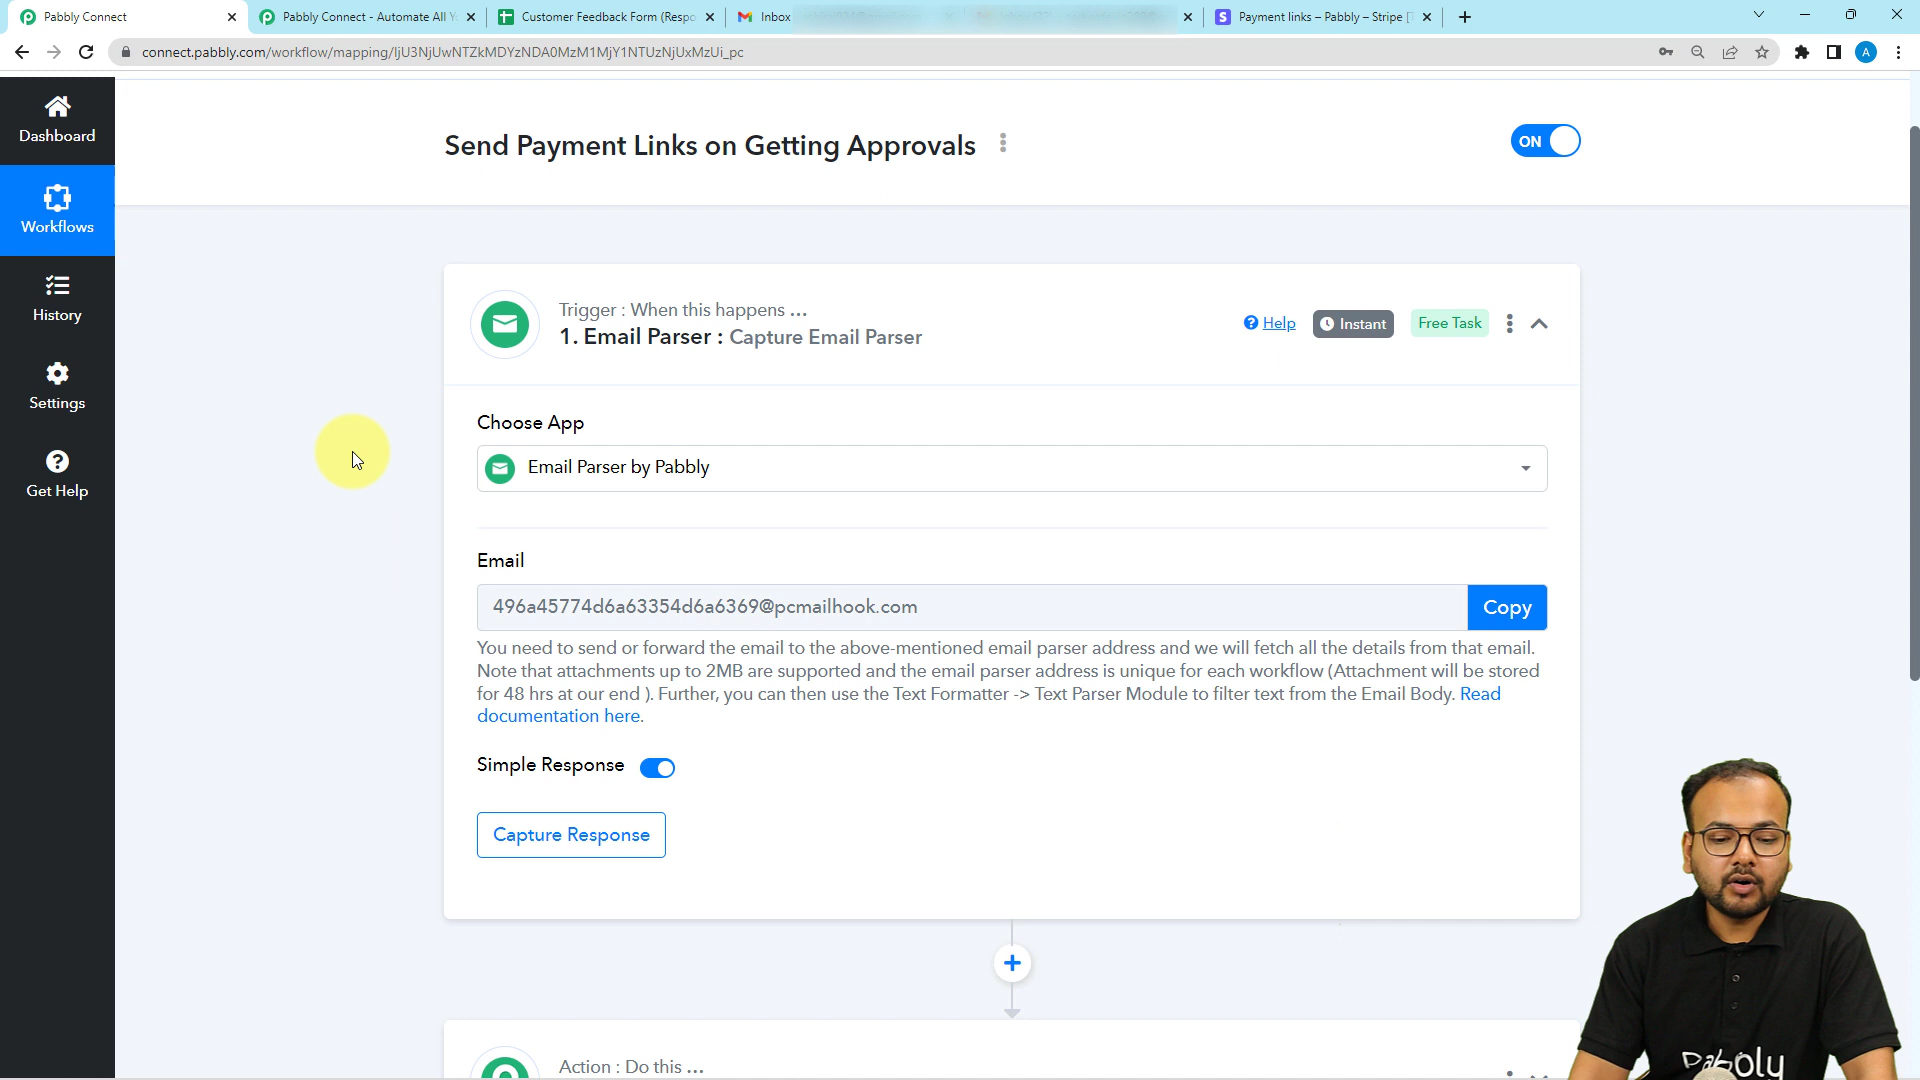 Pabbly Connect
Pabbly Connect - Automate All Y
Customer Feedback Form (Respo
Inbox
Payment links – Pabbly – Stripe [T
connect.pabbly.com/workflow/mapping/IjU3NjUwNTZkMDYzNDA0MzM1MjY1NTUzNjUxMzUi_pc
A
Dashboard
Workflows
History
Settings
Get Help
Send Payment Links on Getting Approvals
ON
Trigger : When this happens ...
1. Email Parser : Capture Email Parser
Help
Instant
Free Task
Choose App
Email Parser by Pabbly
Email
496a45774d6a63354d6a6369@pcmailhook.com
Copy
You need to send or forward the email to the above-mentioned email parser address and we will fetch all the details from that email.
Note that attachments up to 2MB are supported and the email parser address is unique for each workflow (Attachment will be stored
for 48 hrs at our end ). Further, you can then use the Text Formatter -> Text Parser Module to filter text from the Email Body. Read
documentation here.
Simple Response
Capture Response
Action : Do this ...
Pabbly